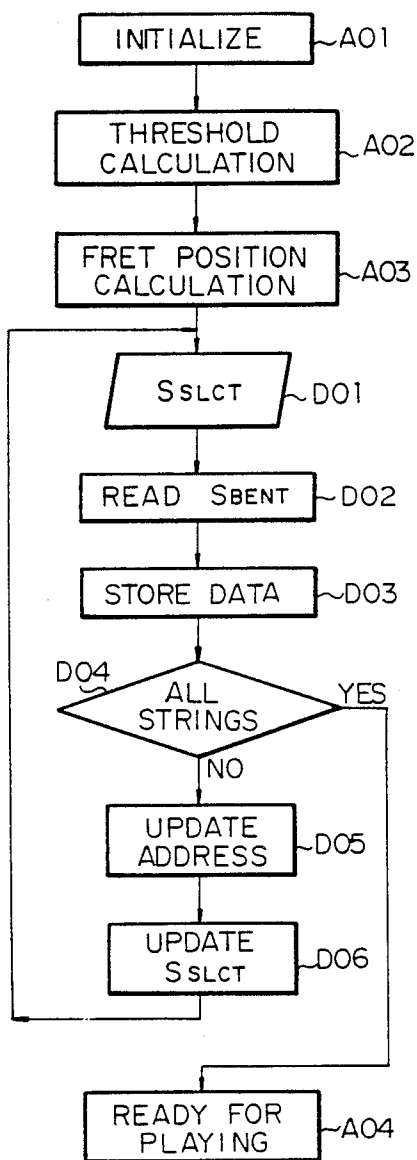 INITIALIZE
A01
THRESHOLD
CALCULATION
A02
FRET POSITION
CALCULATION
A03
SSLCT
D01
READ SBENT
D02
STORE DATA
D03
D04
ALL
STRINGS
YES
NO
UPDATE
ADDRESS
D05
UPDATE
SSLCT
D06
READY FOR
PLAYING
A04